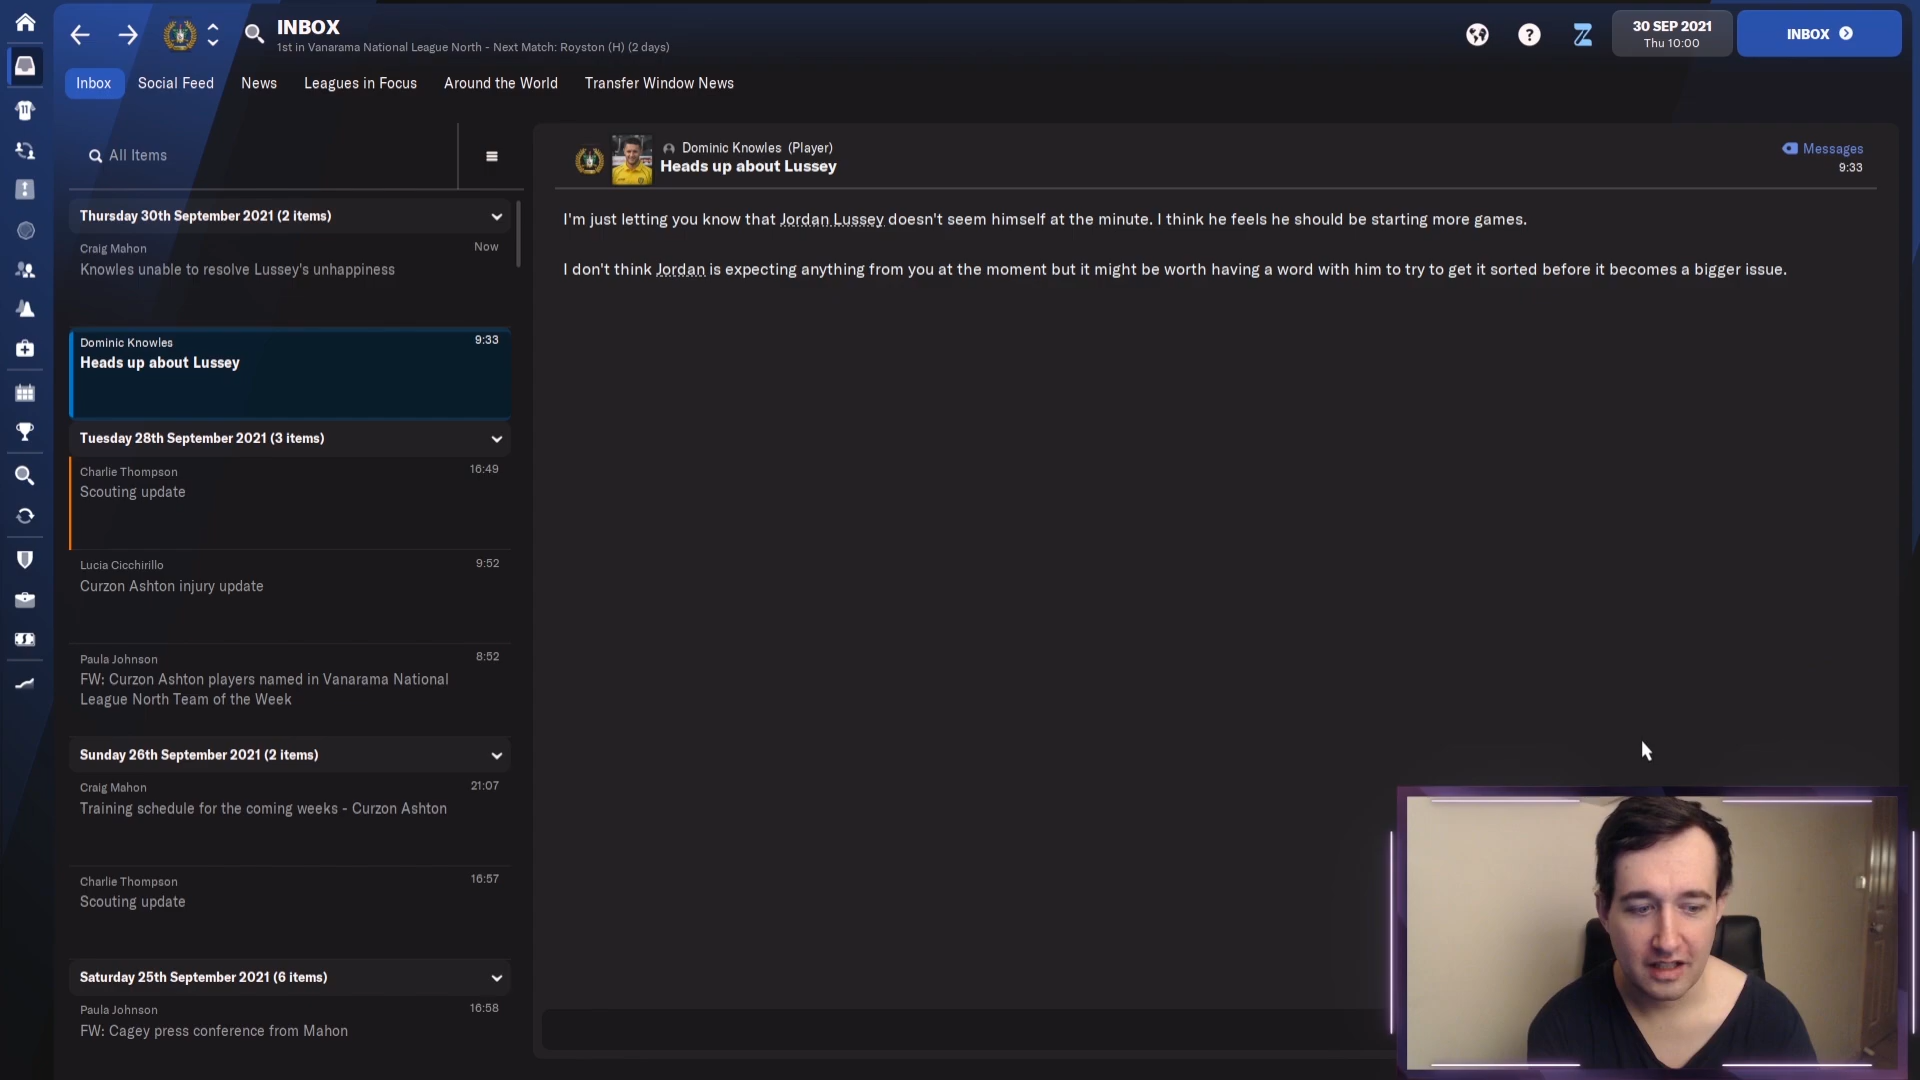 INBOX
1st in Vanarama National League North - Next Match: Royston (H) (2 days)
30 SEP 2021
Thu 10:00
INBOX
Inbox
Social Feed
News
Leagues in Focus
Around the World
Transfer Window News
All Items
Thursday 30th September 2021 (2 items)
Craig Mahon
Now
Knowles unable to resolve Lussey's unhappiness
Dominic Knowles
9:33
Heads up about Lussey
Tuesday 28th September 2021 (3 items)
Charlie Thompson
16:49
Scouting update
Lucia Cicchirillo
9:52
Curzon Ashton injury update
Paula Johnson
8:52
FW: Curzon Ashton players named in Vanarama National
League North Team of the Week
Sunday 26th September 2021 (2 items)
Craig Mahon
21:07
Training schedule for the coming weeks - Curzon Ashton
Charlie Thompson
16:57
Scouting update
Saturday 25th September 2021 (6 items)
Paula Johnson
16:58
FW: Cagey press conference from Mahon
Dominic Knowles (Player)
Heads up about Lussey
Messages
9:33
I'm just letting you know that Jordan Lussey doesn't seem himself at the minute. I think he feels he should be starting more games.
I don't think Jordan is expecting anything from you at the moment but it might be worth having a word with him to try to get it sorted before it becomes a bigger issue.